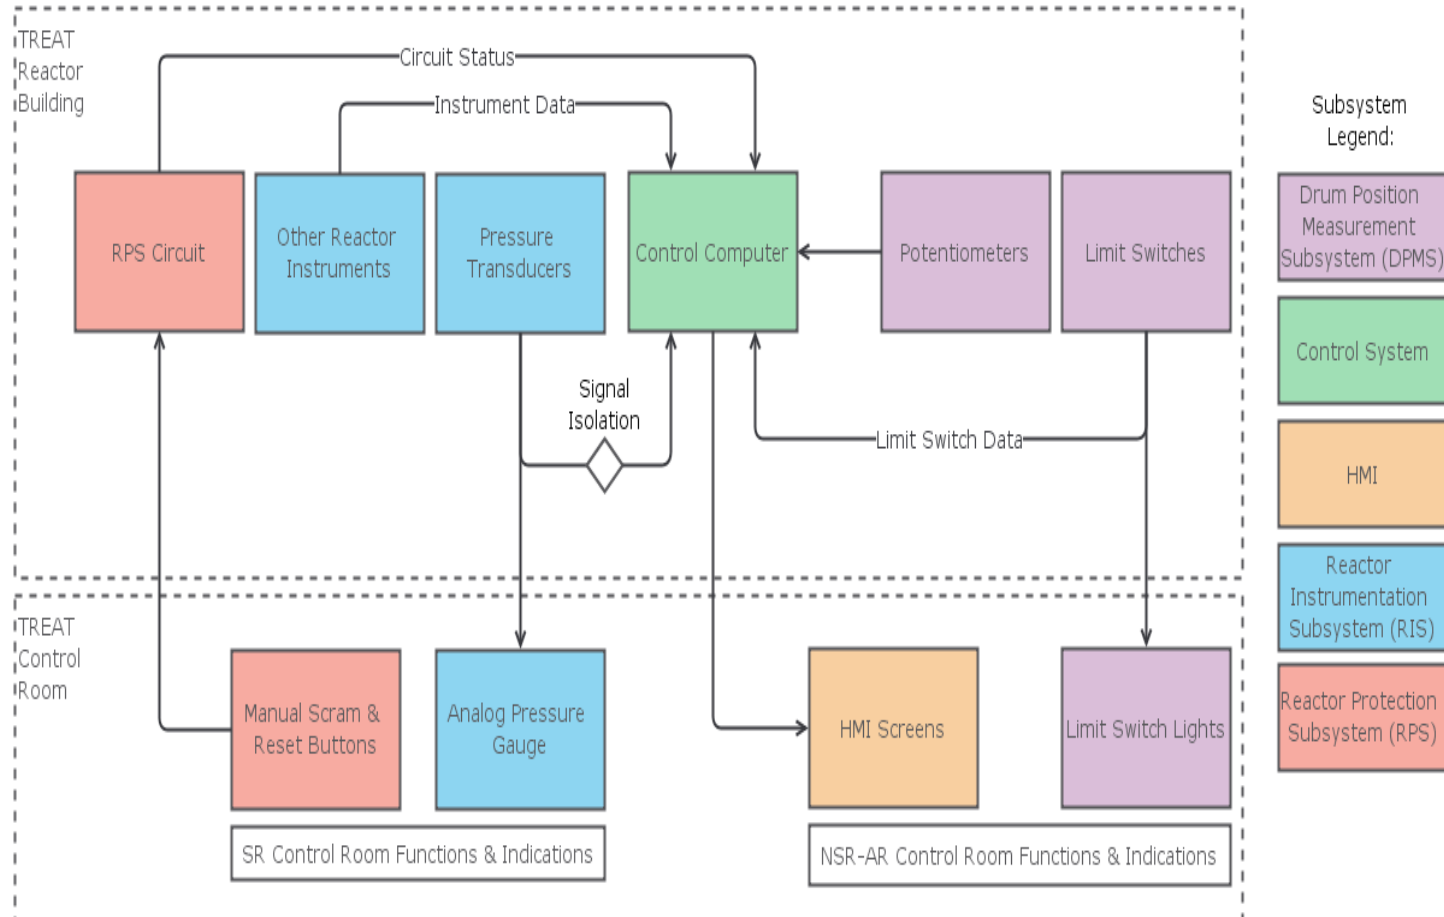 TREAT
Reactor
Building
Circuit Status
Instrument Data
RPS Circuit
Other Reactor
Instruments
Pressure
Transducers
Control Computer
Potentiometers
Limit Switches
Signal
Isolation
Limit Switch Data
TREAT
Control
Room
Manual Scram &
Reset Buttons
Analog Pressure
Gauge
HMI Screens
Limit Switch Lights
SR Control Room Functions & Indications
NSR-AR Control Room Functions & Indications
Subsystem
Legend:
Drum Position
Measurement
Subsystem (DPMS)
Control System
HMI
Reactor
Instrumentation
Subsystem (RIS)
Reactor Protection
Subsystem (RPS)